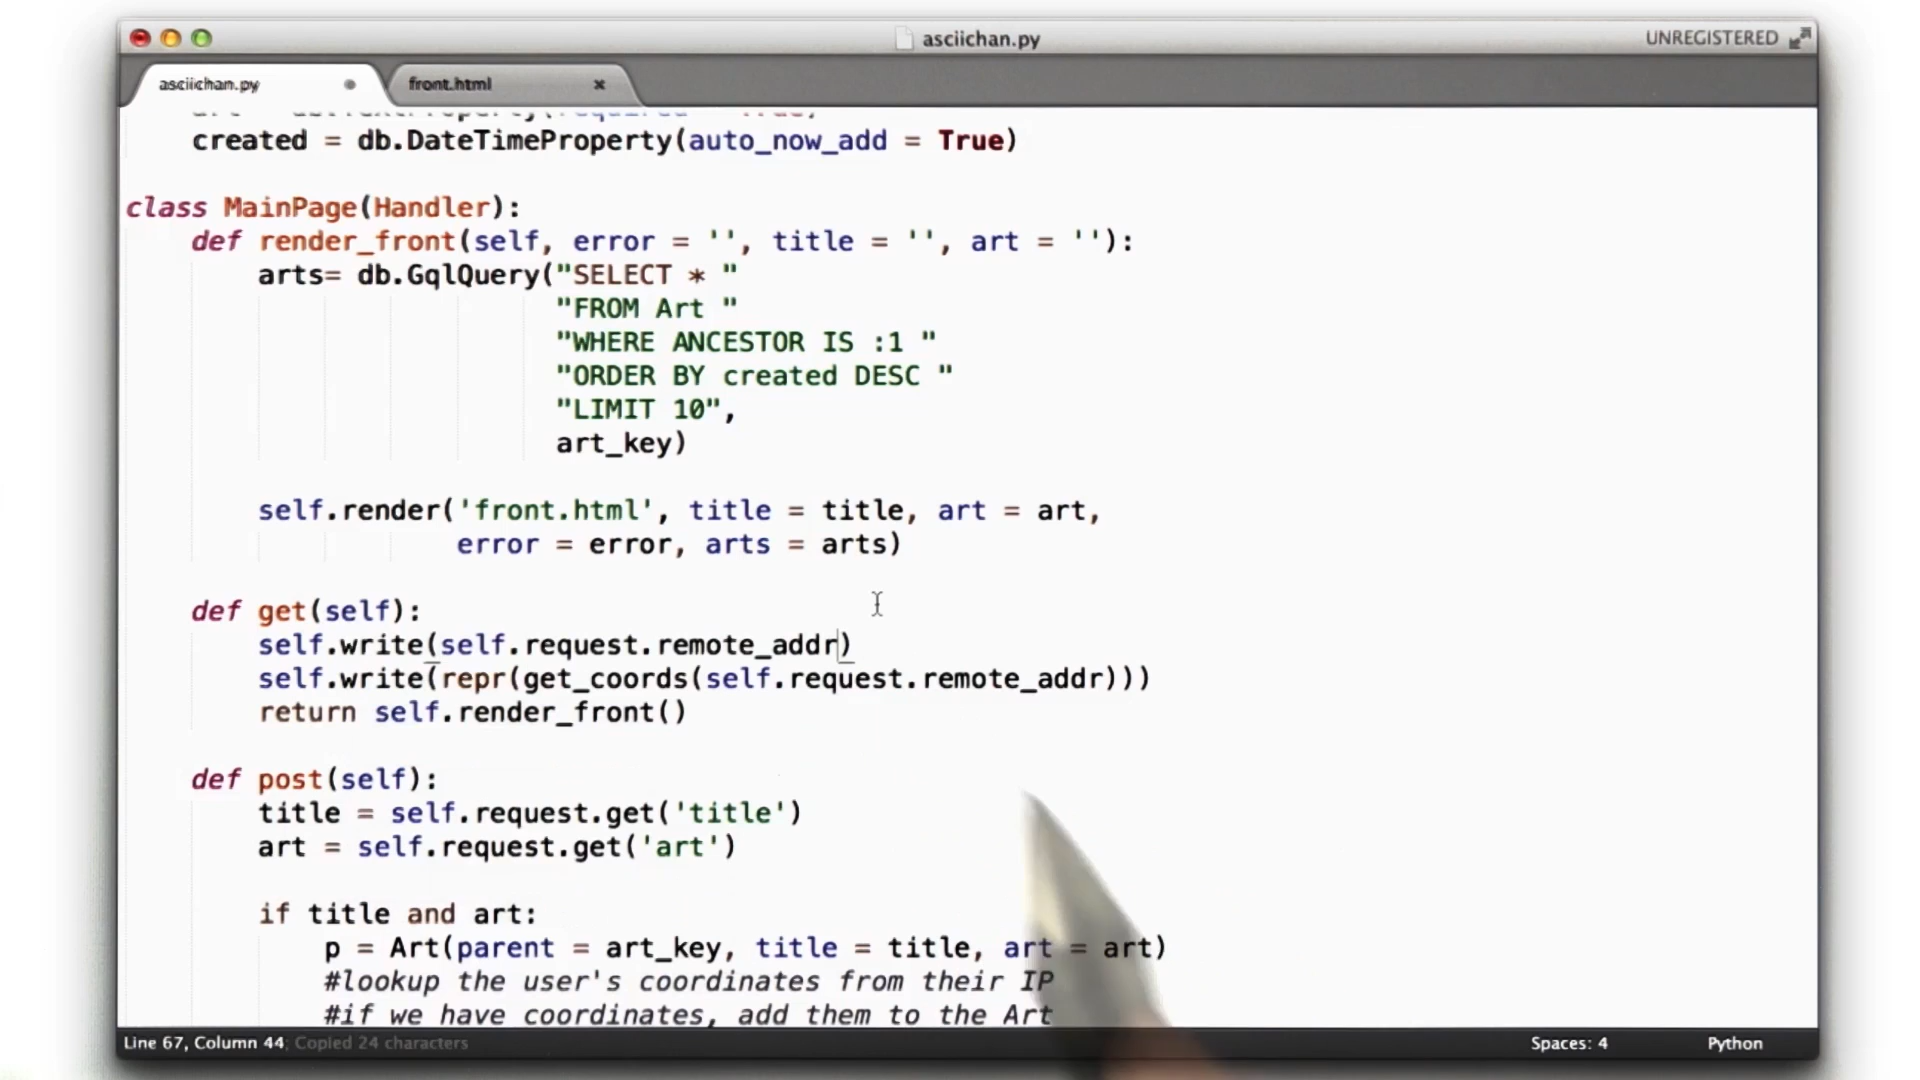 asciichan.py
UNREGISTERED
asciichan.py
front.html
created = db.DateTimeProperty(auto_now_add = True)
class MainPage(Handler):
def render_front(self, error = '', title = '', art = ''):
arts= db.GqlQuery("SELECT * "
"FROM Art "
"WHERE ANCESTOR IS :1 "
"ORDER BY created DESC "
"LIMIT 10",
art_key)
self.render('front.html', title = title, art = art,
error = error, arts = arts)
def get(self):
self.write(self.request.remote_addr)
self.write(repr(get_coords(self.request.remote_addr)))
return self.render_front()
def post(self):
title = self.request.get('title')
art = self.request.get('art')
if title and art:
p = Art(parent = art_key, title = title, art = art)
#lookup the user's coordinates from their IP
#if we have coordinates, add them to the Art
Line 67, Column 44; Copied 24 characters
Spaces: 4
Python